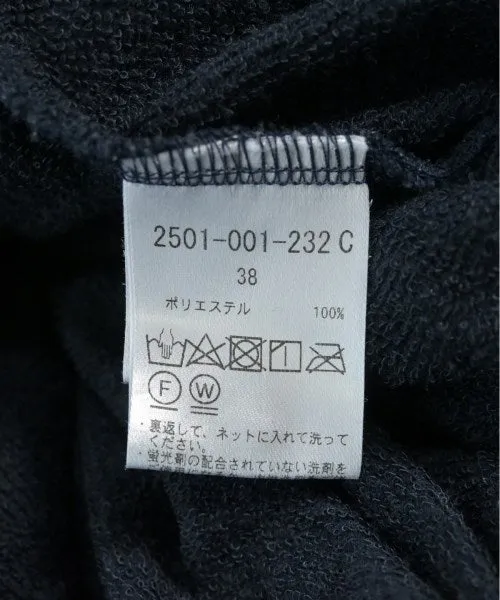 2501-001-232 C
38
ポリエステル 100%
F W
・裏返して、ネットに入れて洗って
ください。
・蛍光剤の配合されていない洗剤を